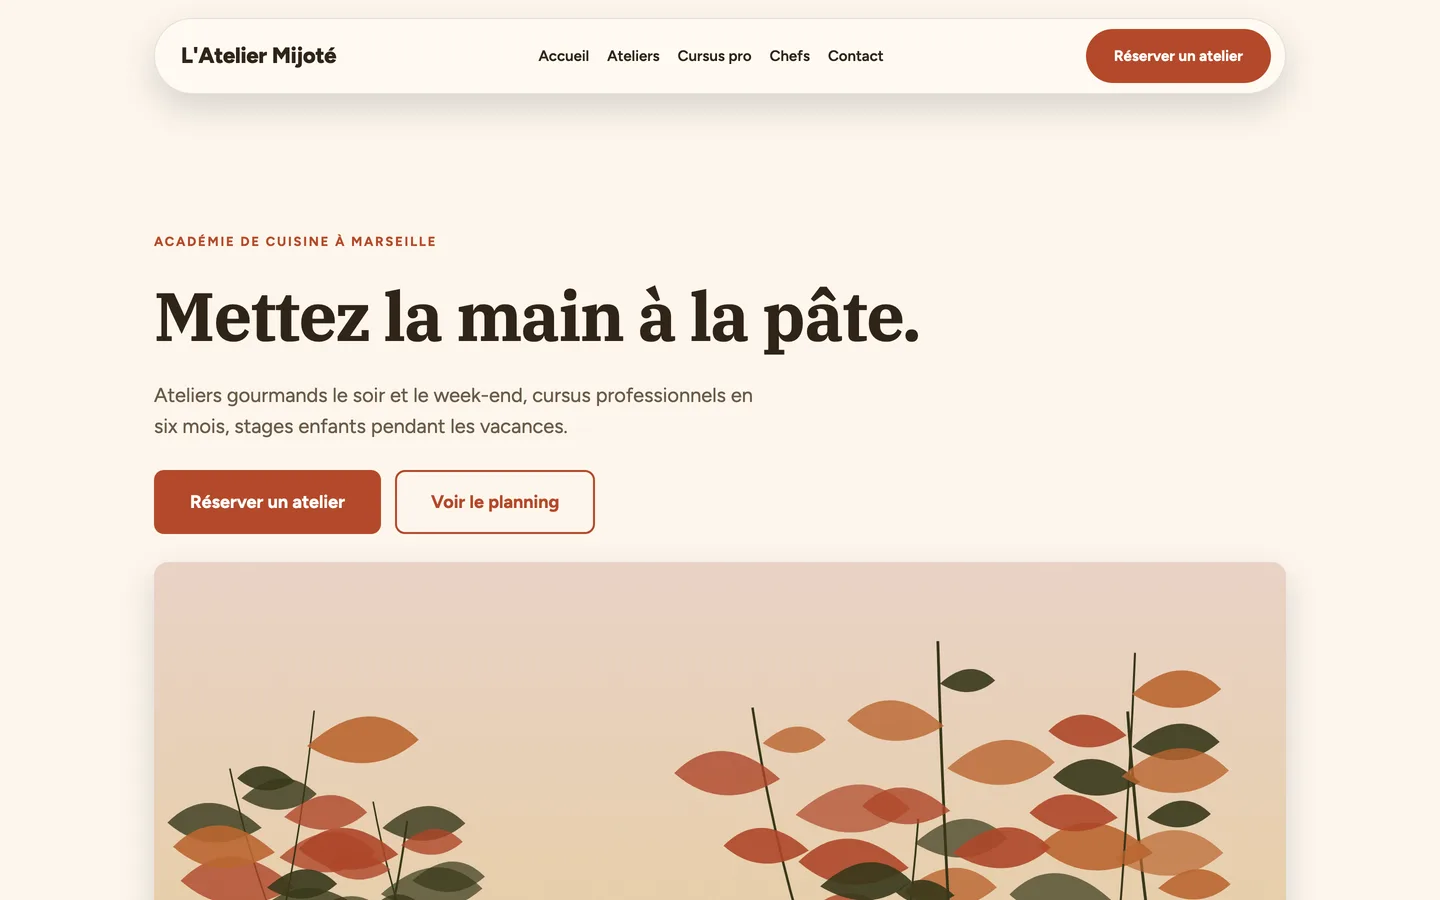 L'Atelier Mijoté
Accueil
Ateliers
Cursus pro
Chefs
Contact
Réserver un atelier
ACADÉMIE DE CUISINE À MARSEILLE
Mettez la main à la pâte.
Ateliers gourmands le soir et le week-end, cursus professionnels en
six mois, stages enfants pendant les vacances.
Réserver un atelier
Voir le planning